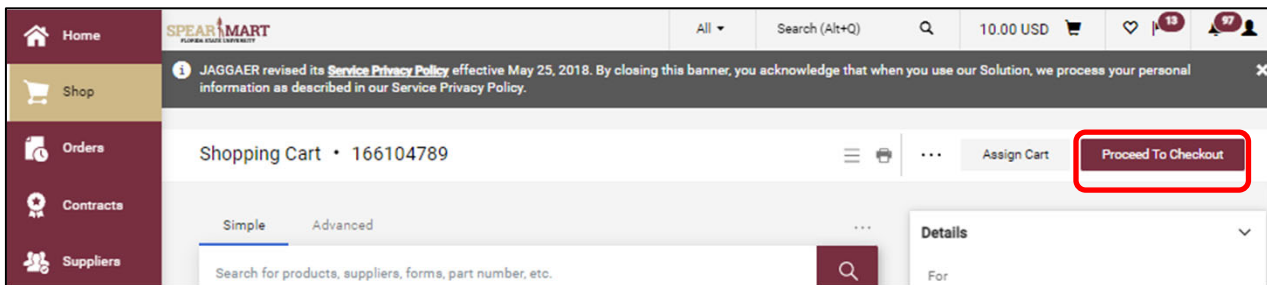 Home
SPEAR MART
FLORIDA STATE UNIVERSITY
All
Search (Alt+Q)
10.00 USD
13
97
JAGGAER revised its Service Privacy Policy effective May 25, 2018. By closing this banner, you acknowledge that when you use our Solution, we process your personal
information as described in our Service Privacy Policy.
Shop
Orders
Shopping Cart • 166104789
Assign Cart
Proceed To Checkout
Contracts
Simple
Advanced
Details
Suppliers
Search for products, suppliers, forms, part number, etc.
For